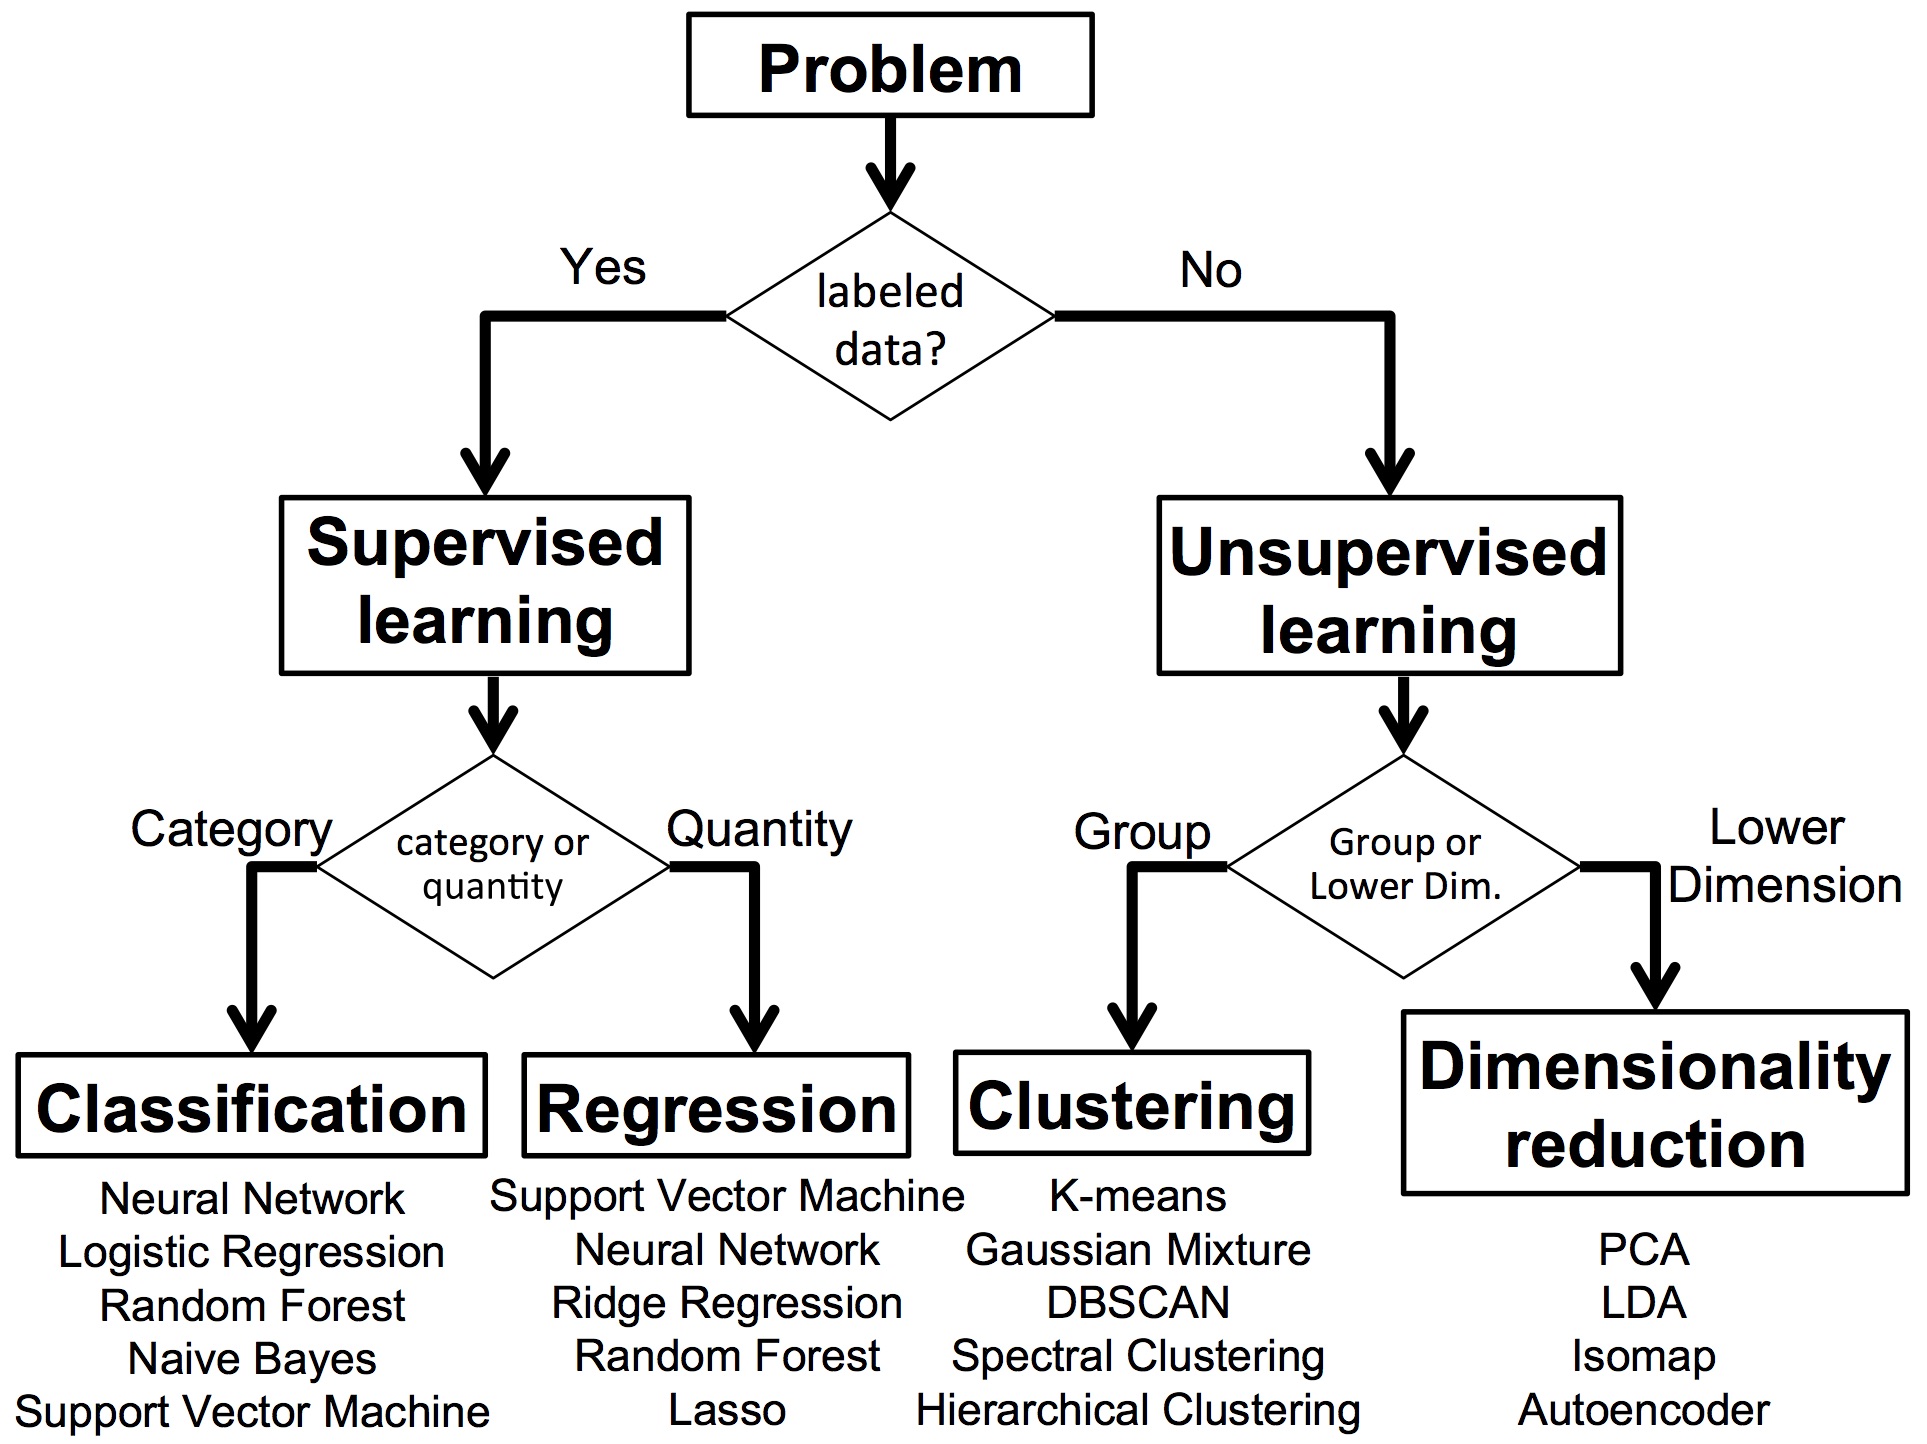 Problem
Yes
No
labeled
data?
Supervised
learning
Unsupervised
learning
Category
category or
quantity
Quantity
Group
Group or
Lower Dim.
Lower
Dimension
Classification
Neural Network
Logistic Regression
Random Forest
Naive Bayes
Support Vector Machine
Regression
Support Vector Machine
Neural Network
Ridge Regression
Random Forest
Lasso
Clustering
K-means
Gaussian Mixture
DBSCAN
Spectral Clustering
Hierarchical Clustering
Dimensionality
reduction
PCA
LDA
Isomap
Autoencoder